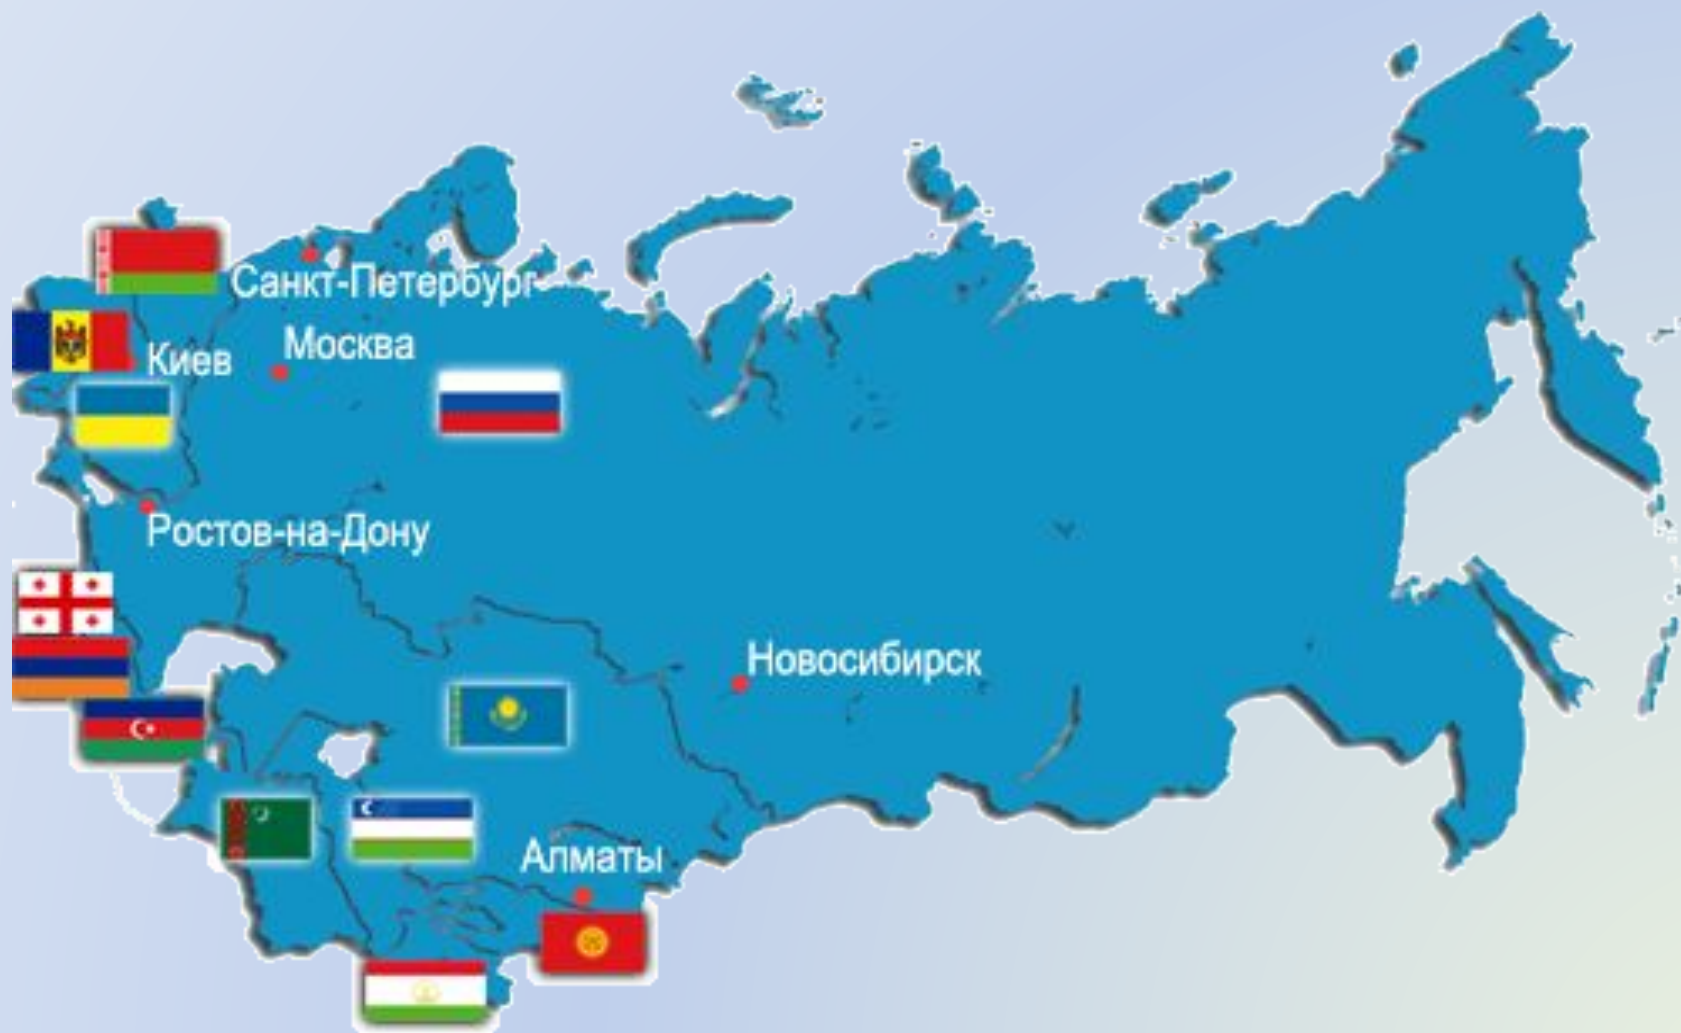 Санкт-Петербург
Москва
Киев
Ростов-на-Дону
Новосибирск
Алматы